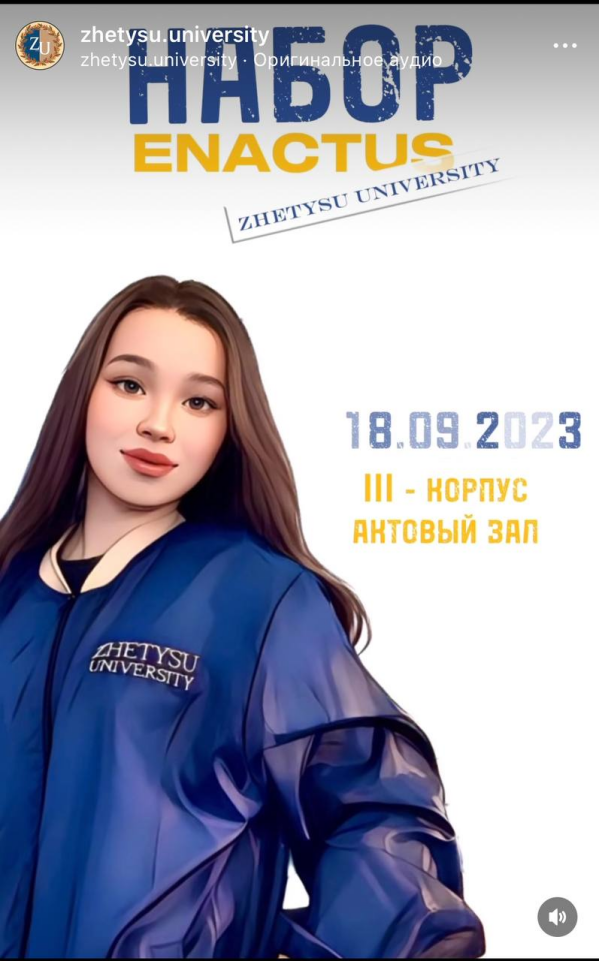 ZU
zhetysu.university
zhetysu.university · Оригинальное аудио
НАБОР
ENACTUS
ZHETYSU UNIVERSITY
18.09.2023
III - КОРПУС
АКТОВЫЙ ЗАЛ
ZHETYSU
UNIVERSITY